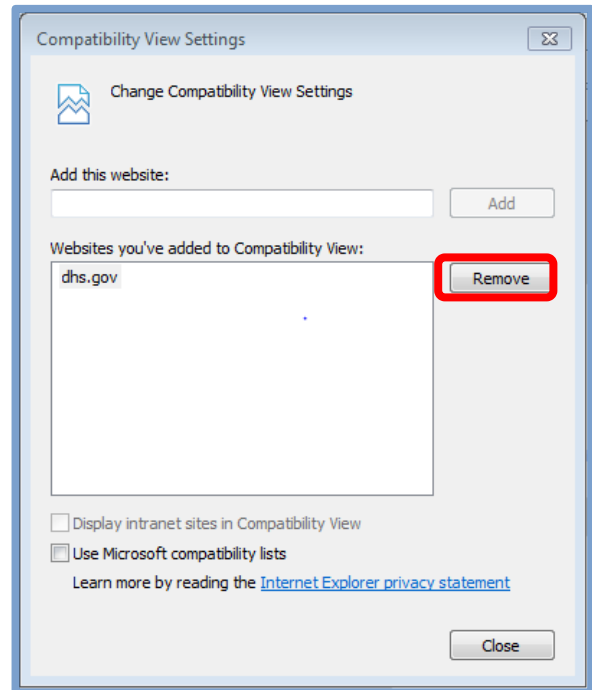 Compatibility View Settings
Change Compatibility View Settings
Add this website:
Add
Websites you've added to Compatibility View:
dhs.gov
Remove
Display intranet sites in Compatibility View
Use Microsoft compatibility lists
Learn more by reading the Internet Explorer privacy statement
Close